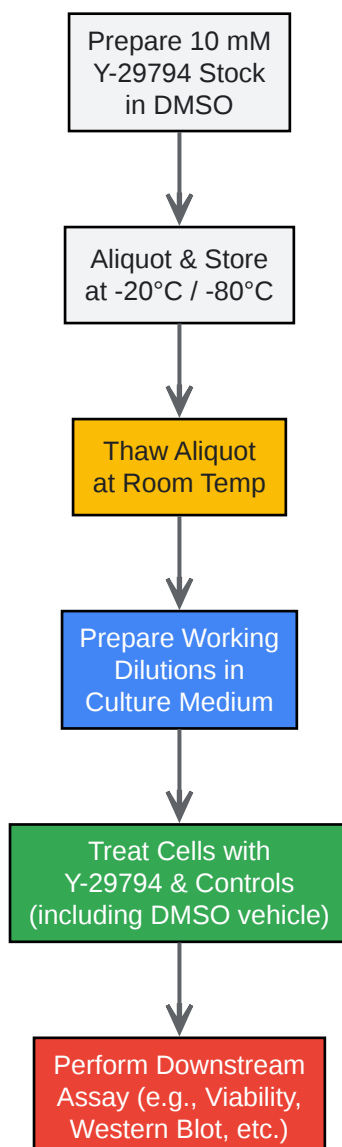 Prepare 10 mM
Y-29794 Stock
in DMSO
Aliquot & Store
at -20°C / -80°C
Thaw Aliquot
at Room Temp
Prepare Working
Dilutions in
Culture Medium
Treat Cells with
Y-29794 & Controls
(including DMSO vehicle)
Perform Downstream
Assay (e.g., Viability,
Western Blot, etc.)